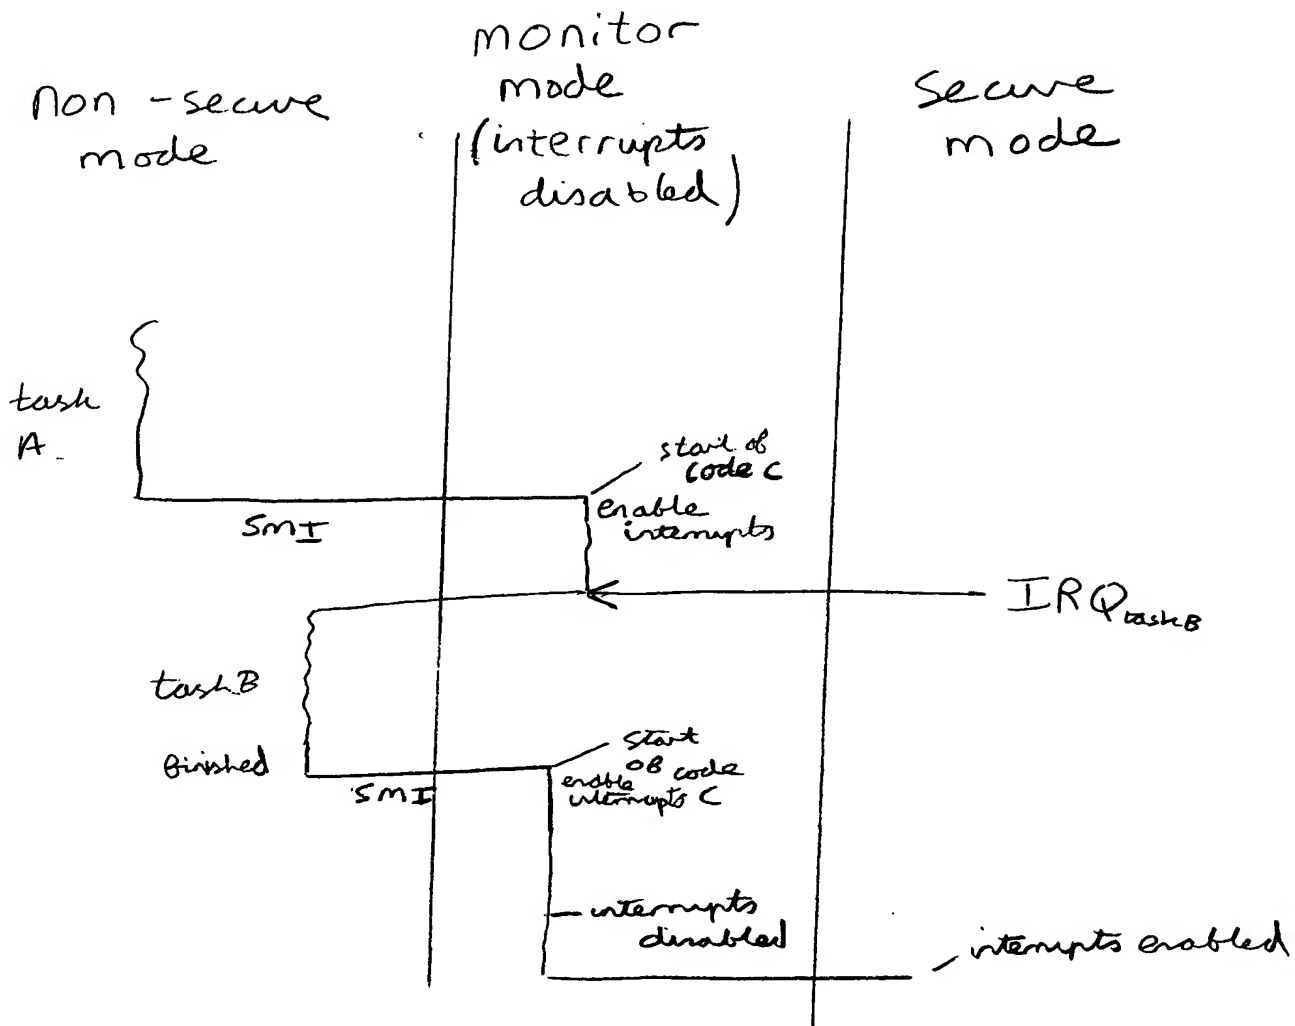 non-secure
mode
monitor
mode
(interrupts
disabled)
secure
mode
task
A
start of
code C
enable
interrupts
SMI
IRQ task B
task B
finished
start
of code
enable
interrupts C
SMI
interrupts
disabled
interrupts enabled